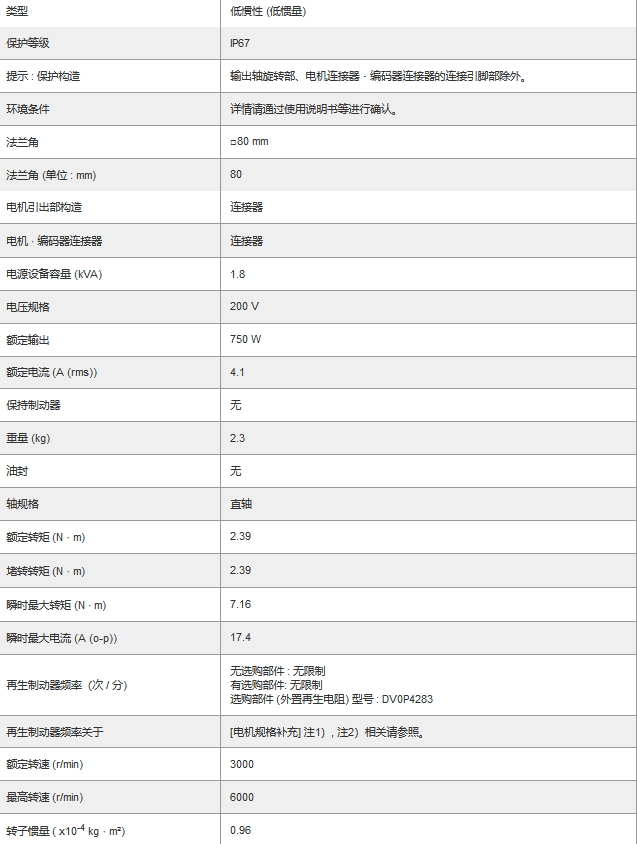 类型 低惯性 (低惯量)
保护等级 IP67
提示 : 保护构造 输出轴旋转部、电机连接器 · 编码器连接器的连接引脚部除外。
环境条件 详情请通过使用说明书等进行确认。
法兰角 □80 mm
法兰角 (单位 : mm) 80
电机引出部构造 连接器
电机 · 编码器连接器 连接器
电源设备容量 (kVA) 1.8
电压规格 200 V
额定输出 750 W
额定电流 (A (rms)) 4.1
保持制动器 无
重量 (kg) 2.3
油封 无
轴规格 直轴
额定转矩 (N · m) 2.39
堵转转矩 (N · m) 2.39
瞬时最大转矩 (N · m) 7.16
瞬时最大电流 (A (o-p)) 17.4
再生制动器频率 (次 / 分) 无选购部件 : 无限制
有选购部件: 无限制
选购部件 (外置再生电阻) 型号 : DV0P4283
再生制动器频率关于 [电机规格补充] 注1) , 注2) 相关请参照。
额定转速 (r/min) 3000
最高转速 (r/min) 6000
转子惯量 ( x10⁻⁴ kg · m²) 0.96